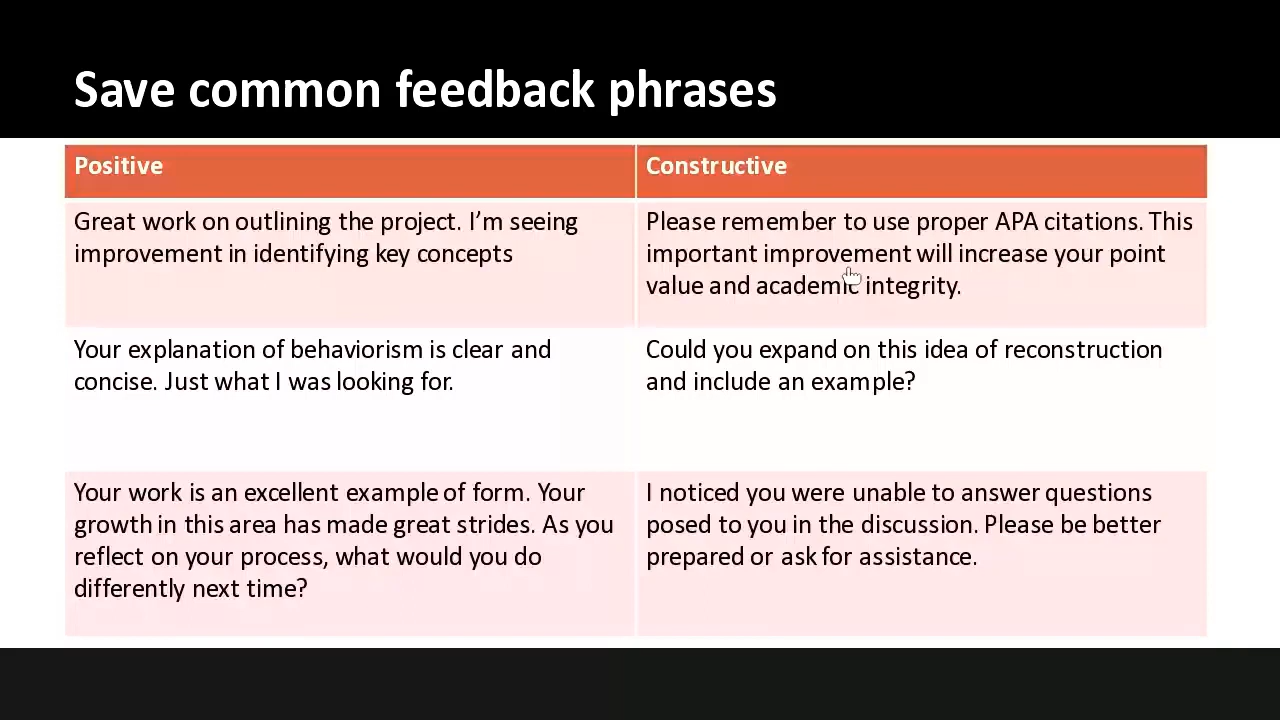 Save common feedback phrases
Positive
Constructive
Great work on outlining the project. I’m seeing
improvement in identifying key concepts
Please remember to use proper APA citations. This
important improvement will increase your point
value and academic integrity.
Your explanation of behaviorism is clear and
concise. Just what I was looking for.
Could you expand on this idea of reconstruction
and include an example?
Your work is an excellent example of form. Your
growth in this area has made great strides. As you
reflect on your process, what would you do
differently next time?
I noticed you were unable to answer questions
posed to you in the discussion. Please be better
prepared or ask for assistance.